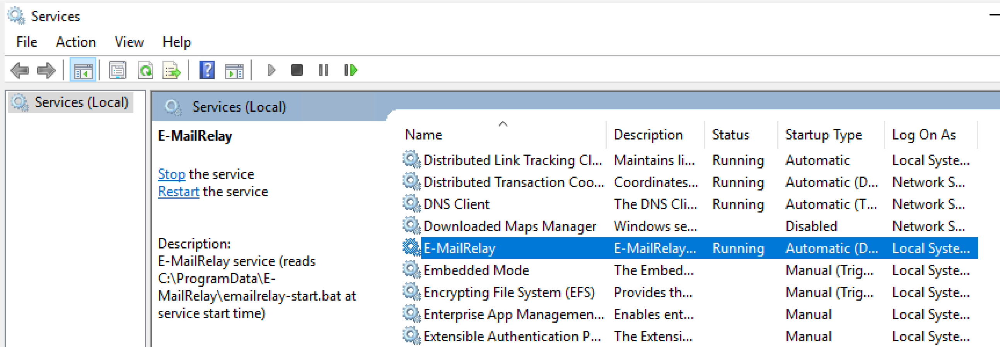 Services
File Action View Help
Services (Local)
Services (Local)
E-MailRelay
Stop the service
Restart the service
Description:
E-MailRelay service (reads
C:\ProgramData\E-
MailRelay\emailrelay-start.bat at
service start time)
Name Description Status Startup Type Log On As
Distributed Link Tracking Cl... Maintains li... Running Automatic Local Syste...
Distributed Transaction Coo... Coordinates... Running Automatic (D... Network S...
DNS Client The DNS Cli... Running Automatic (T... Network S...
Downloaded Maps Manager Windows se... Disabled Network S...
E-MailRelay E-MailRelay... Running Automatic (D... Local Syste...
Embedded Mode The Embed... Manual (Trig... Local Syste...
Encrypting File System (EFS) Provides th... Manual (Trig... Local Syste...
Enterprise App Managemen... Enables ent... Manual Local Syste...
Extensible Authentication P... The Extensi... Manual Local Syste...